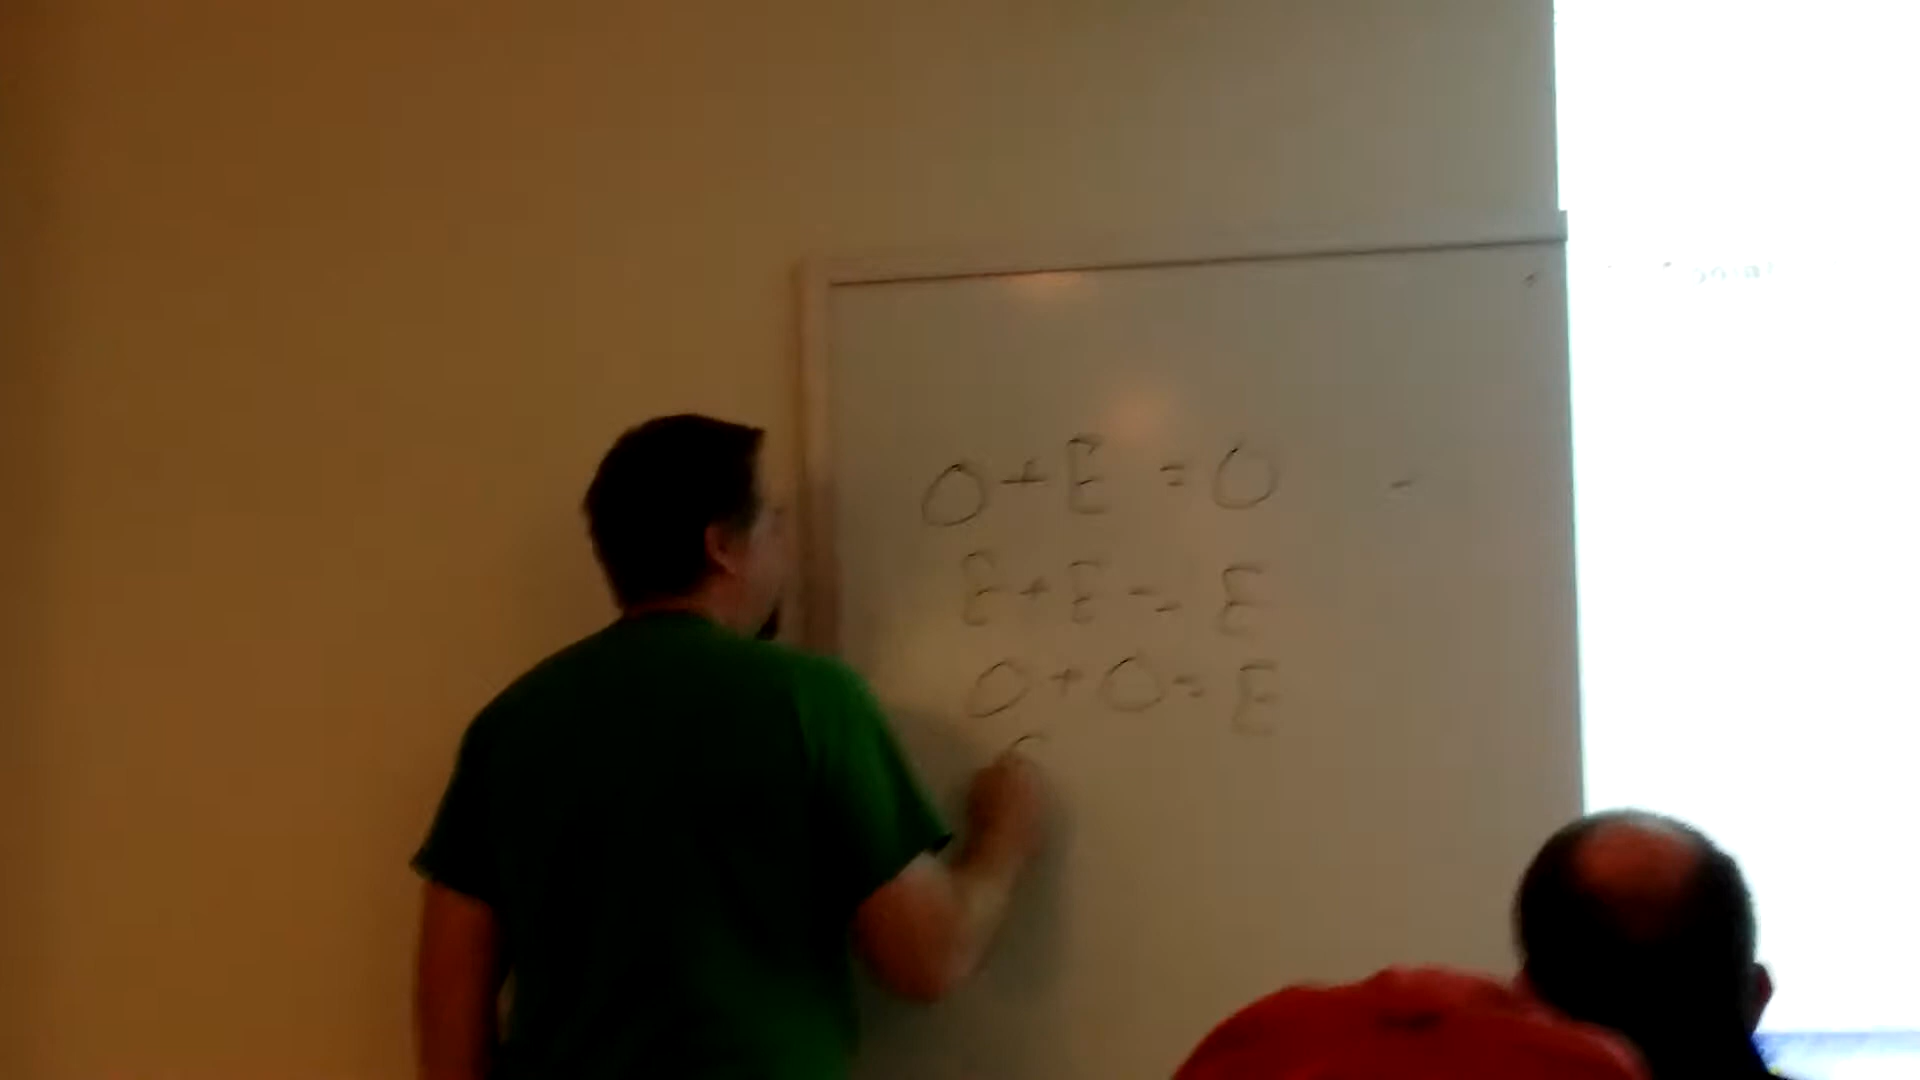 O + E = O
E + E = E
O + O = E